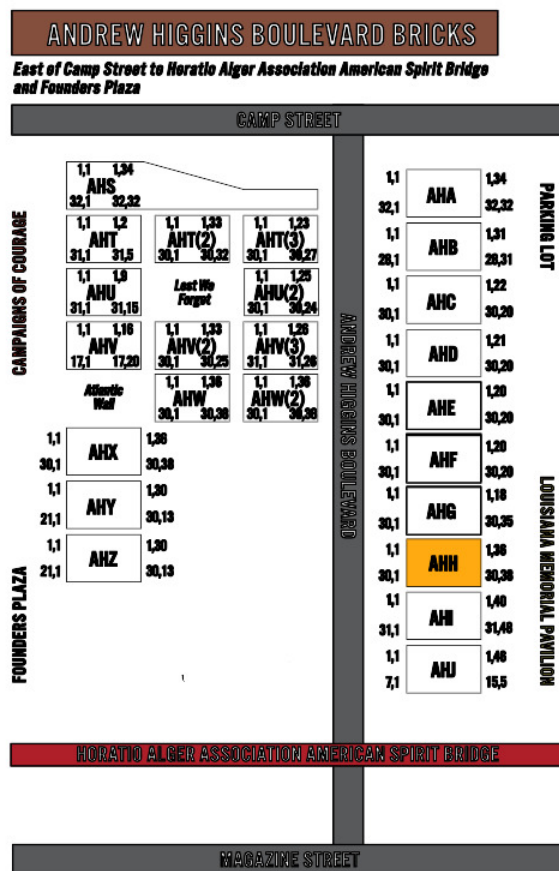 ANDREW HIGGINS BOULEVARD BRICKS
East of Camp Street to Horatio Alger Association American Spirit Bridge
and Founders Plaza
CAMP STREET
CAMPAIGNS OF COURAGE
FOUNDERS PLAZA
1,1 1,34
AHS
32,1 32,32
1,1 1,2
AHT
31,1 31,5
1,1 1,33
AHT(2)
30,1 30,32
1,1 1,23
AHT(3)
30,1 30,27
1,1 1,9
AHU
31,1 31,15
Lest We
Forget
1,1 1,25
AHU(2)
30,1 30,24
1,1 1,16
AHV
17,1 17,20
1,1 1,33
AHV(2)
30,1 30,25
1,1 1,26
AHV(3)
31,1 31,26
Atlantic
Wall
1,1 1,36
AHW
30,1 30,38
1,1 1,36
AHW(2)
30,1 30,38
1,1 1,36
AHX
30,1 30,38
1,1 1,30
AHY
21,1 30,13
1,1 1,30
AHZ
21,1 30,13
ANDREW HIGGINS BOULEVARD
1,1 1,34
AHA
32,1 32,32
1,1 1,31
AHB
28,1 28,31
1,1 1,22
AHC
30,1 30,20
1,1 1,21
AHD
30,1 30,20
1,1 1,20
AHE
30,1 30,20
1,1 1,20
AHF
30,1 30,20
1,1 1,18
AHG
30,1 30,35
1,1 1,36
AHH
30,1 30,38
1,1 1,40
AHI
31,1 31,48
1,1 1,46
AHJ
7,1 15,5
PARKING LOT
LOUISIANA MEMORIAL PAVILION
HORATIO ALGER ASSOCIATION AMERICAN SPIRIT BRIDGE
MAGAZINE STREET